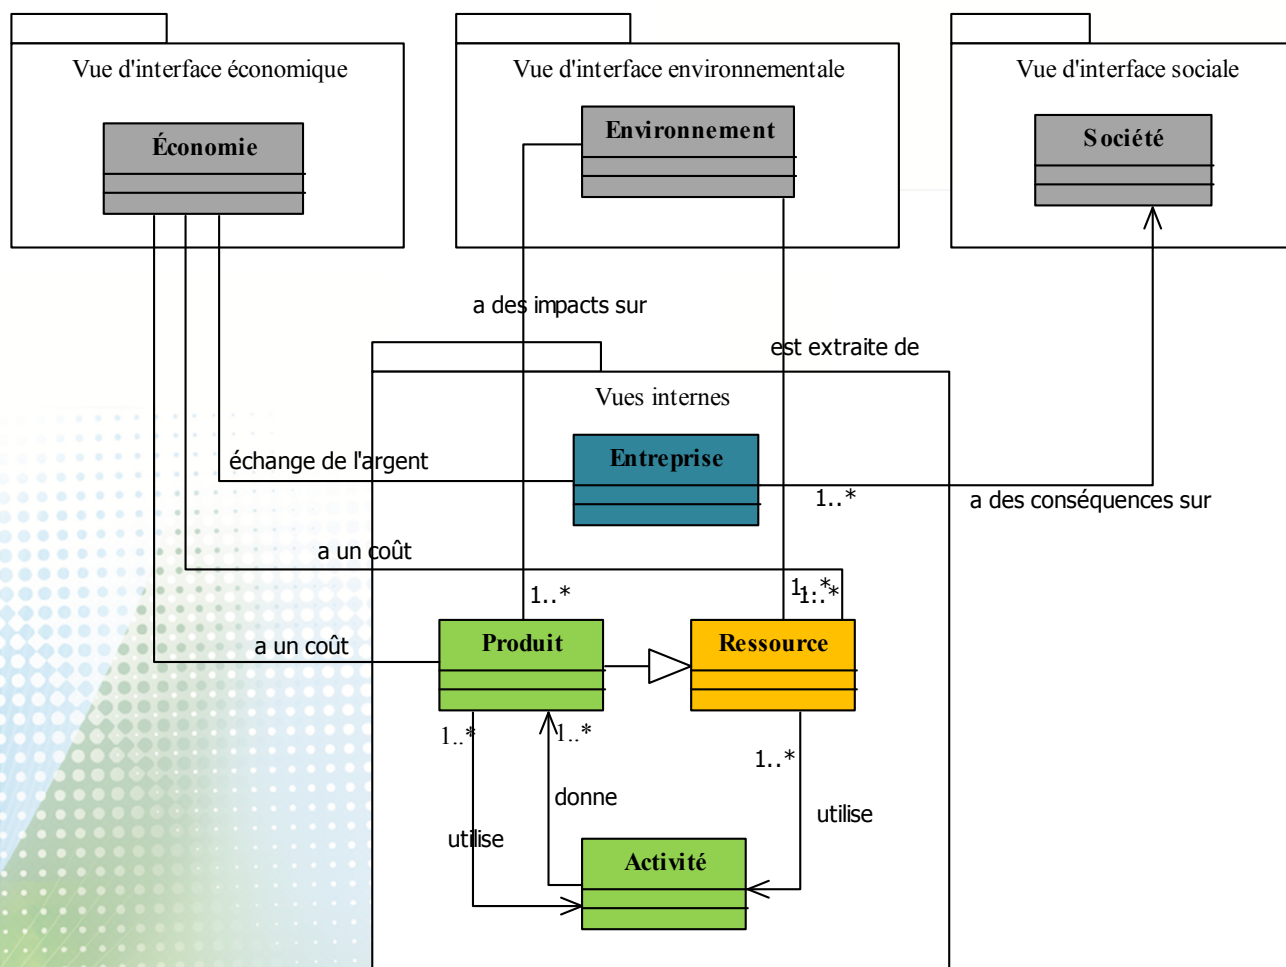 Vue d'interface économique
Vue d'interface environnementale
Vue d'interface sociale
Économie
Environnement
Société
a des impacts sur
est extraite de
Vues internes
Entreprise
échange de l'argent
1..*
a des conséquences sur
a un coût
1..*
1..*
1..*
Produit
Ressource
a un coût
1..*
1..*
1..*
donne
utilise
utilise
Activité